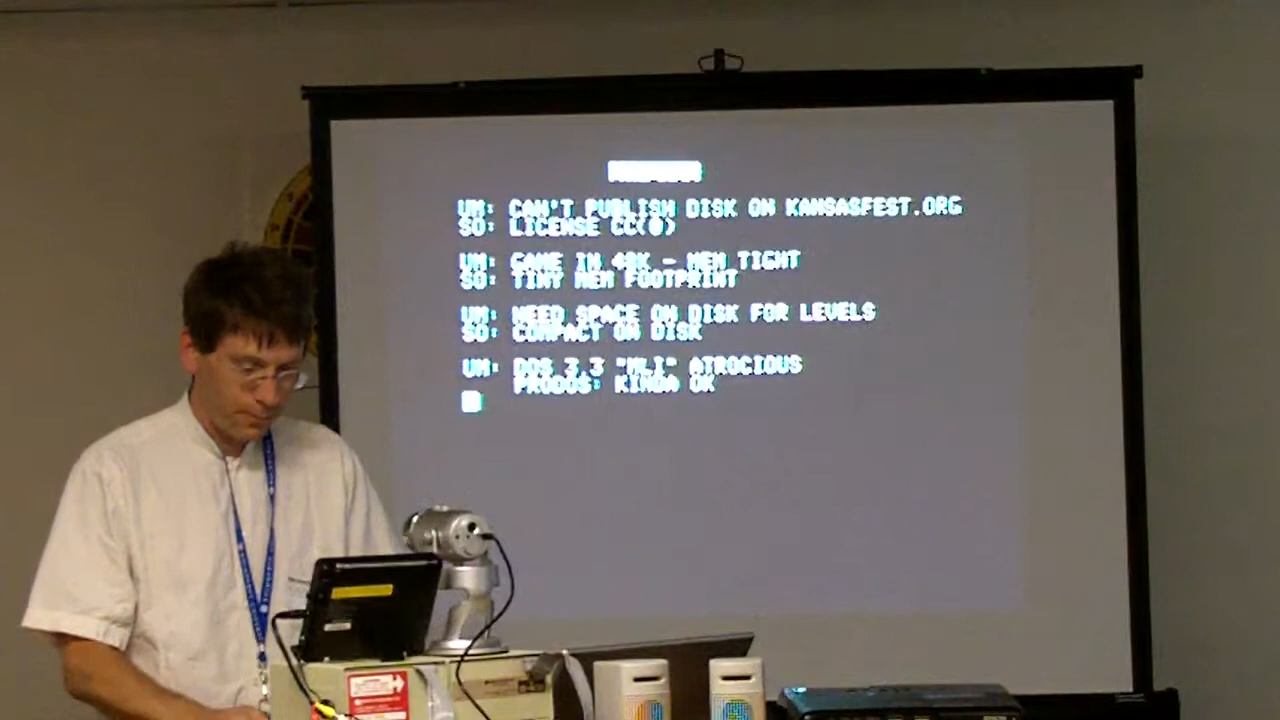 UM: CAN'T PUBLISH DISK ON KANSASFEST.ORG
SO: LICENSE CC(0)
UM: GAME IN 48K - MEM TIGHT
SO: TINY MEM FOOTPRINT
UM: NEED SPACE ON DISK FOR LEVELS
SO: COMPACT ON DISK
UM: DOS 3.3 "MLI" ATROCIOUS
PRODOS: KINDA OK